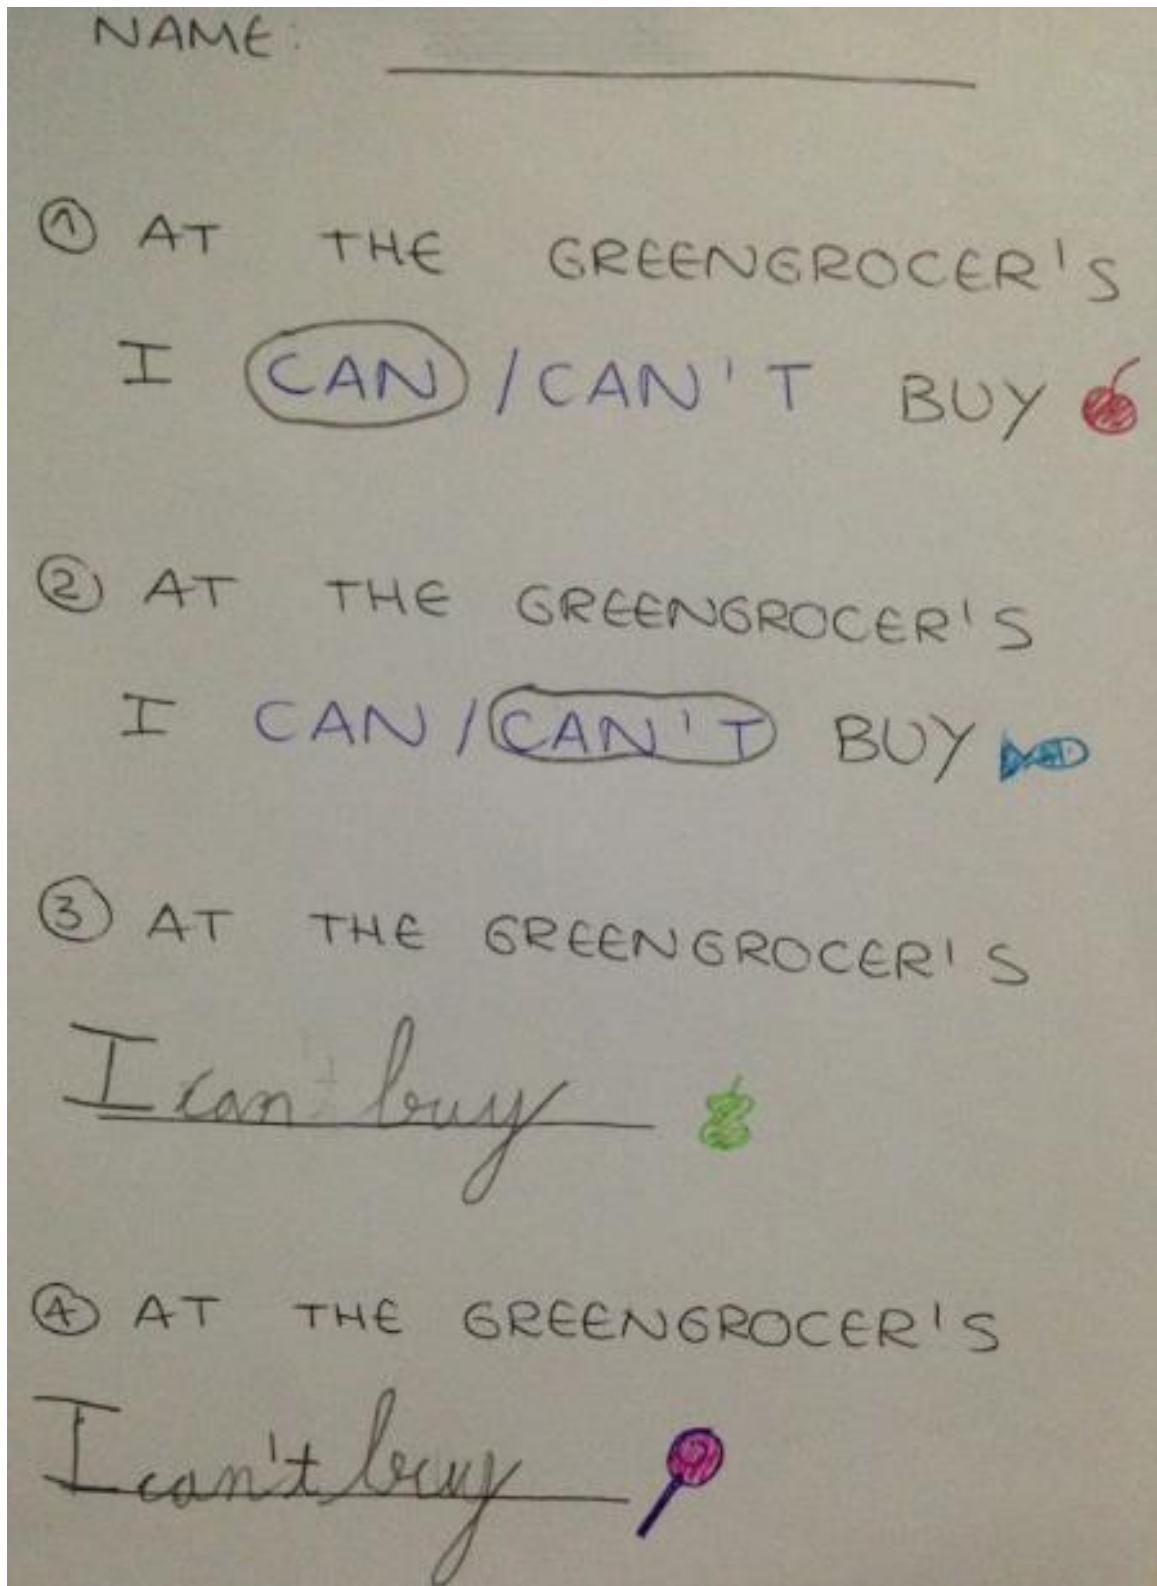 NAME:
① AT THE GREENGROCER'S
I CAN / CAN'T BUY
② AT THE GREENGROCER'S
I CAN / CAN'T BUY
③ AT THE GREENGROCER'S
I can buy
④ AT THE GREENGROCER'S
I can't buy